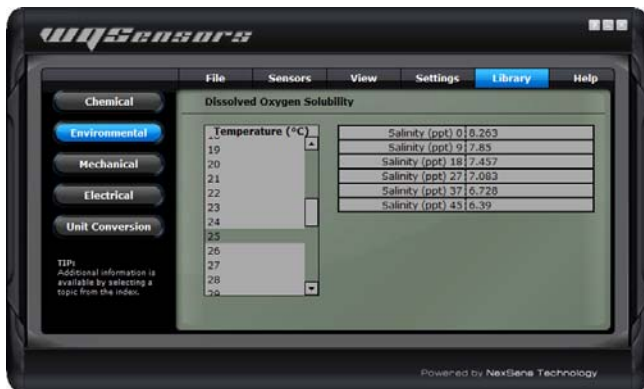 WQSensors
File Sensors View Settings Library Help
Chemical
Environmental
Mechanical
Electrical
Unit Conversion
TIP:
Additional information is
available by selecting a
topic from the index.
Dissolved Oxygen Solubility
Temperature (°C)
19
20
21
22
23
24
25
26
27
28
29
Salinity (ppt) 0 8.263
Salinity (ppt) 9 7.85
Salinity (ppt) 18 7.457
Salinity (ppt) 27 7.083
Salinity (ppt) 37 6.728
Salinity (ppt) 45 6.39
Powered by NexSens Technology